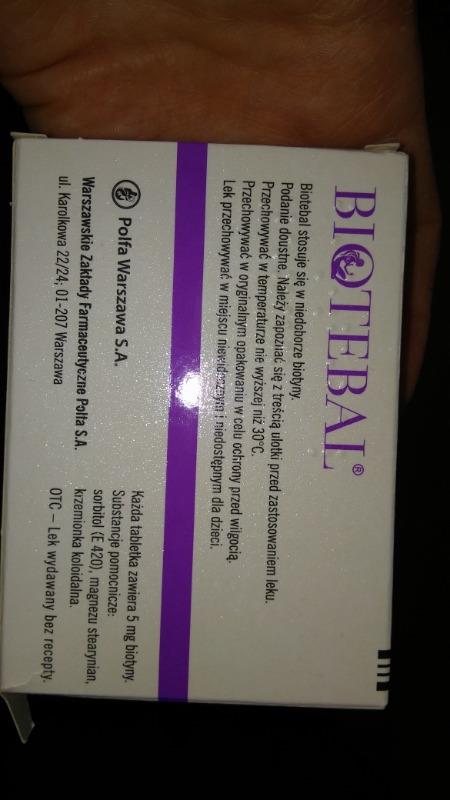 BIOTEBAL®
Biotebal stosuje się w niedoborze biotyny.
Podanie doustne. Należy zapoznać się z treścią ulotki przed zastosowaniem leku.
Przechowywać w temperaturze nie wyższej niż 30°C.
Przechowywać w oryginalnym opakowaniu w celu ochrony przed wilgocią.
Lek przechowywać w miejscu niewidocznym i niedostępnym dla dzieci.
Polfa Warszawa S.A.
Warszawskie Zakłady Farmaceutyczne Polfa S.A.
ul. Karolkowa 22/24; 01-207 Warszawa
Każda tabletka zawiera 5 mg biotyny.
Substancje pomocnicze:
sorbitol (E 420), magnezu stearynian,
krzemionka koloidalna.
OTC – Lek wydawany bez recepty.